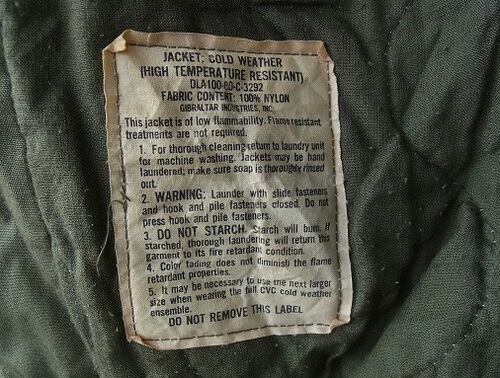 JACKET: COLD WEATHER
(HIGH TEMPERATURE RESISTANT)
DLA100-80-C-3292
FABRIC CONTENT: 100% NYLON
GIBRALTAR INDUSTRIES, INC.
This jacket is of low flammability. Flame resistant
treatments are not required.
1. For thorough cleaning return to laundry unit
for machine washing. Jackets may be hand
laundered; make sure soap is thoroughly rinsed
out.
2. WARNING: Launder with slide fasteners
and hook and pile fasteners closed. Do not
press hook and pile fasteners.
3. DO NOT STARCH. Starch will burn. If
starched, thorough laundering will return this
garment to its fire retardant condition.
4. Color fading does not diminish the flame
retardant properties.
5. It may be necessary to use the next larger
size when wearing the full CVC cold weather
ensemble.
DO NOT REMOVE THIS LABEL